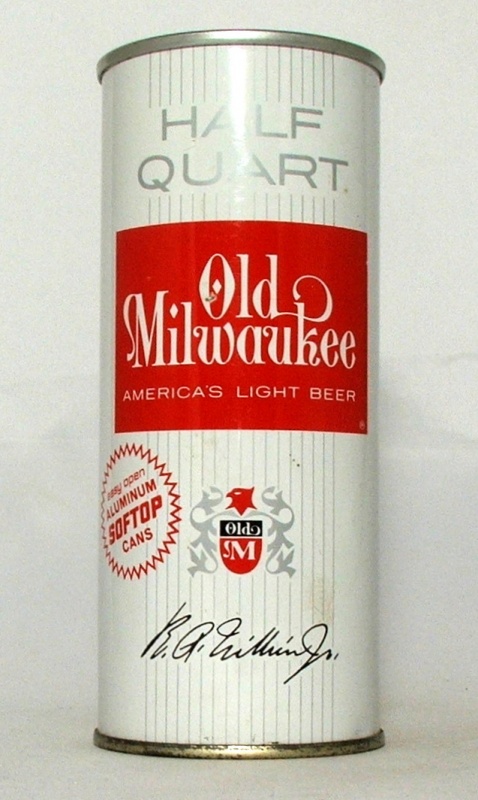 HALF
QUART
Old
Milwaukee
AMERICA'S LIGHT BEER
®
easy open
ALUMINUM
SOFTOP
CANS
Old
M